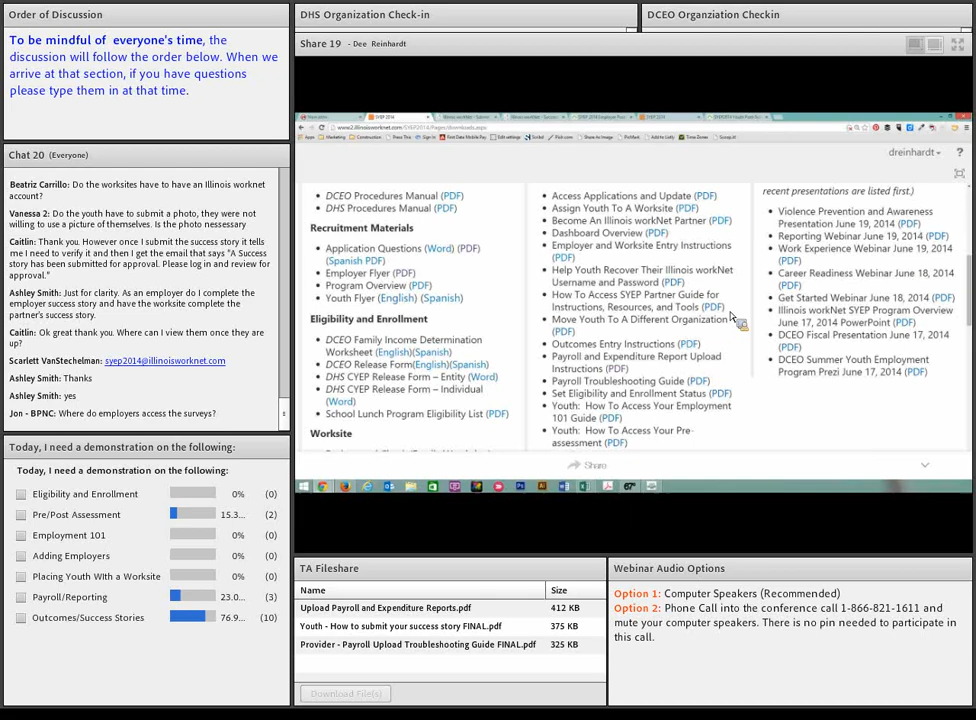 Order of Discussion
To be mindful of everyone's time, the
discussion will follow the order below. When we
arrive at that section, if you have questions
please type them in at that time.
Chat 20 (Everyone)
Beatriz Carrillo: Do the worksites have to have an Illinois worknet
account?
Vanessa 2: Do the youth have to submit a photo, they were not
willing to use a picture of themselves. Is the photo nessessary
Caitlin: Thank you. However once I submit the success story it tells
me I need to verify it and then I get the email that says "A Success
story has been submitted for approval. Please log in and review for
approval."
Ashley Smith: Just for clarity. As an employer do I complete the
employer success story and have the worksite complete the
partner's success story.
Caitlin: Ok great thank you. Where can I view them once they are
up?
Scarlett VanStechelman: syep2014@illinoisworknet.com
Ashley Smith: Thanks
Ashley Smith: yes
Jon - BPNC: Where do employers access the surveys?
Today, I need a demonstration on the following:
Today, I need a demonstration on the following:
Eligibility and Enrollment 0% (0)
Pre/Post Assessment 15.3... (2)
Employment 101 0% (0)
Adding Employers 0% (0)
Placing Youth WIth a Worksite 0% (0)
Payroll/Reporting 23.0... (3)
Outcomes/Success Stories 76.9... (10)
DHS Organization Check-in
DCEO Organziation Checkin
Share 19 - Dee Reinhardt
dreinhardt ?
DCEO Procedures Manual (PDF)
DHS Procedures Manual (PDF)
Recruitment Materials
Application Questions (Word) (PDF)
(Spanish PDF)
Employer Flyer (PDF)
Program Overview (PDF)
Youth Flyer (English) (Spanish)
Eligibility and Enrollment
DCEO Family Income Determination
Worksheet (English)(Spanish)
DCEO Release Form(English)(Spanish)
DHS CYEP Release Form – Entity (Word)
DHS CYEP Release Form – Individual
(Word)
School Lunch Program Eligibility List (PDF)
Worksite
Access Applications and Update (PDF)
Assign Youth To A Worksite (PDF)
Become An Illinois workNet Partner (PDF)
Dashboard Overview (PDF)
Employer and Worksite Entry Instructions
(PDF)
Help Youth Recover Their Illinois workNet
Username and Password (PDF)
How To Access SYEP Partner Guide for
Instructions, Resources, and Tools (PDF)
Move Youth To A Different Organization
(PDF)
Outcomes Entry Instructions (PDF)
Payroll and Expenditure Report Upload
Instructions (PDF)
Payroll Troubleshooting Guide (PDF)
Set Eligibility and Enrollment Status (PDF)
Youth: How To Access Your Employment
101 Guide (PDF)
Youth: How To Access Your Pre-
assessment (PDF)
recent presentations are listed first.)
Violence Prevention and Awareness
Presentation June 19, 2014 (PDF)
Reporting Webinar June 19, 2014 (PDF)
Work Experience Webinar June 19, 2014
(PDF)
Career Readiness Webinar June 18, 2014
(PDF)
Get Started Webinar June 18, 2014 (PDF)
Illinois workNet SYEP Program Overview
June 17, 2014 PowerPoint (PDF)
DCEO Fiscal Presentation June 17, 2014
(PDF)
DCEO Summer Youth Employment
Program Prezi June 17, 2014 (PDF)
Share
67°
TA Fileshare
Name Size
Upload Payroll and Expenditure Reports.pdf 412 KB
Youth - How to submit your success story FINAL.pdf 375 KB
Provider - Payroll Upload Troubleshooting Guide FINAL.pdf 325 KB
Download File(s)
Webinar Audio Options
Option 1: Computer Speakers (Recommended)
Option 2: Phone Call into the conference call 1-866-821-1611 and
mute your computer speakers. There is no pin needed to participate in
this call.